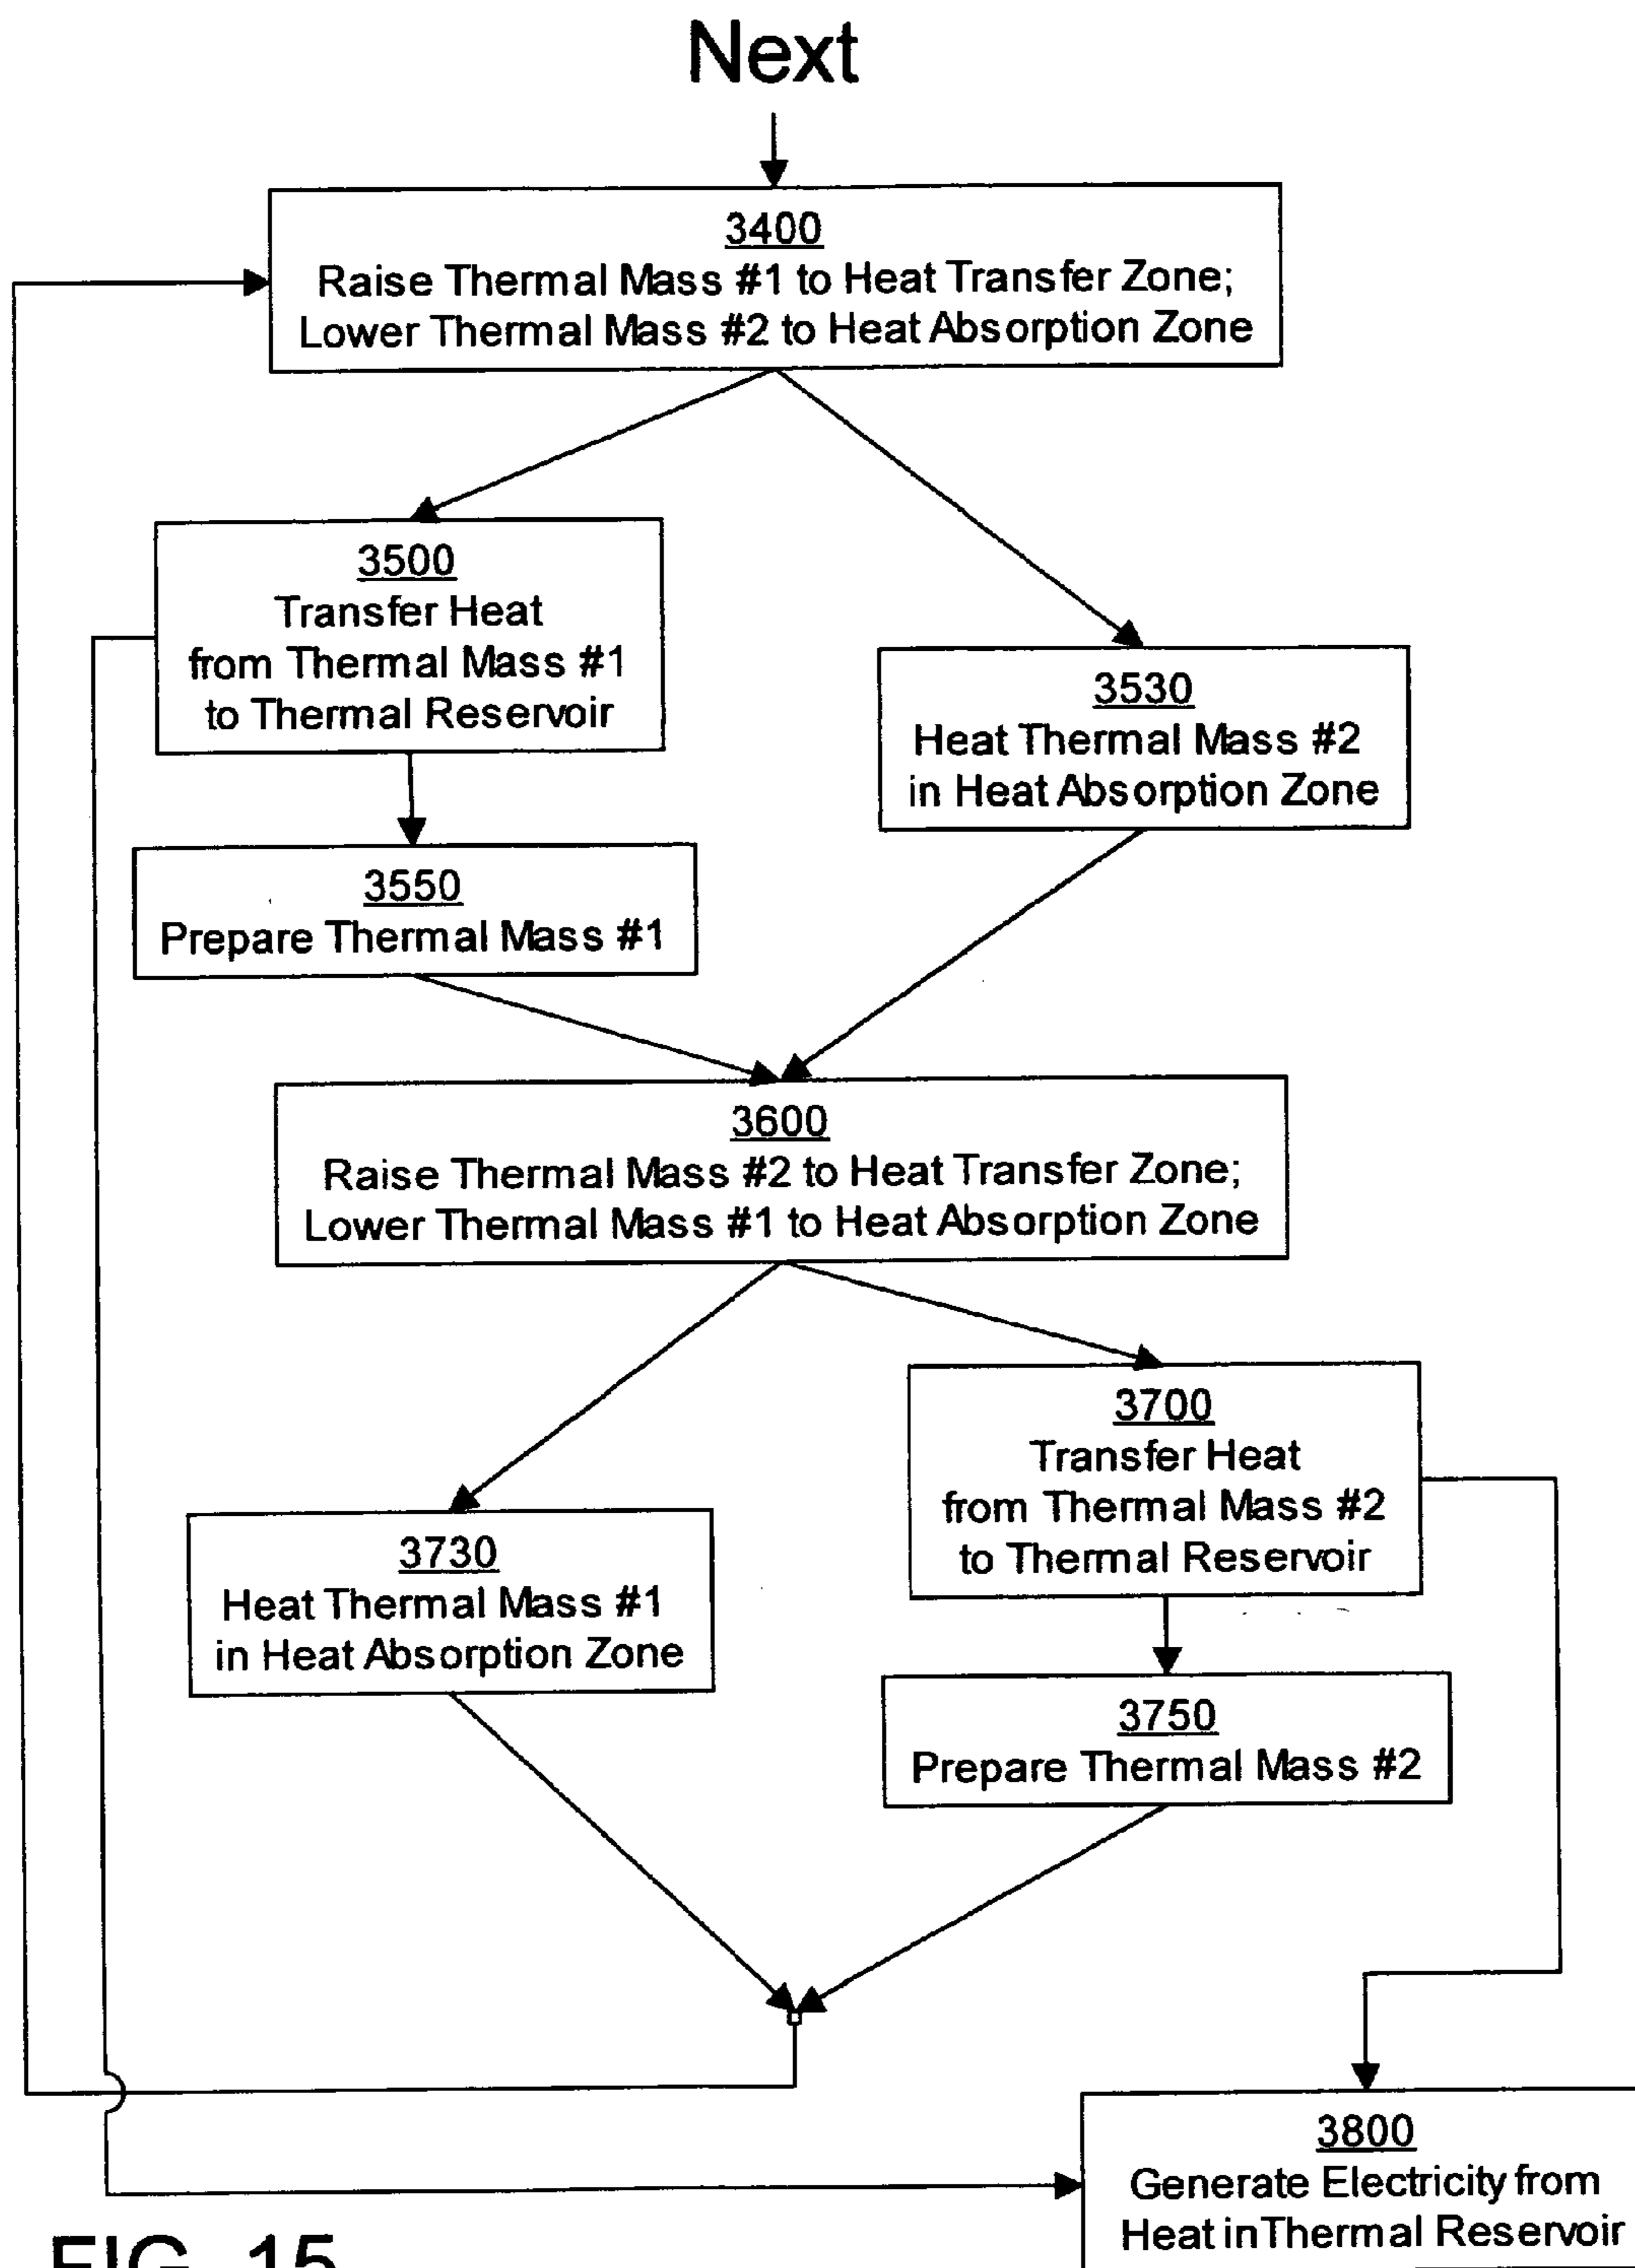 Next
3400
Raise Thermal Mass #1 to Heat Transfer Zone;
Lower Thermal Mass #2 to Heat Absorption Zone
3500
Transfer Heat
from Thermal Mass #1
to Thermal Reservoir
3530
Heat Thermal Mass #2
in Heat Absorption Zone
3550
Prepare Thermal Mass #1
3600
Raise Thermal Mass #2 to Heat Transfer Zone;
Lower Thermal Mass #1 to Heat Absorption Zone
3700
Transfer Heat
from Thermal Mass #2
to Thermal Reservoir
3730
Heat Thermal Mass #1
in Heat Absorption Zone
3750
Prepare Thermal Mass #2
3800
Generate Electricity from
Heat in Thermal Reservoir
FIG. 15